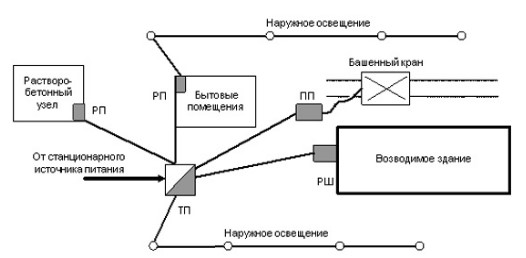 Наружное освещение
Башенный кран
Растворо-
бетонный
узел
РП
РП
Бытовые
помещения
ПП
От станционарного
источника питания
Возводимое здание
РШ
ТП
Наружное освещение